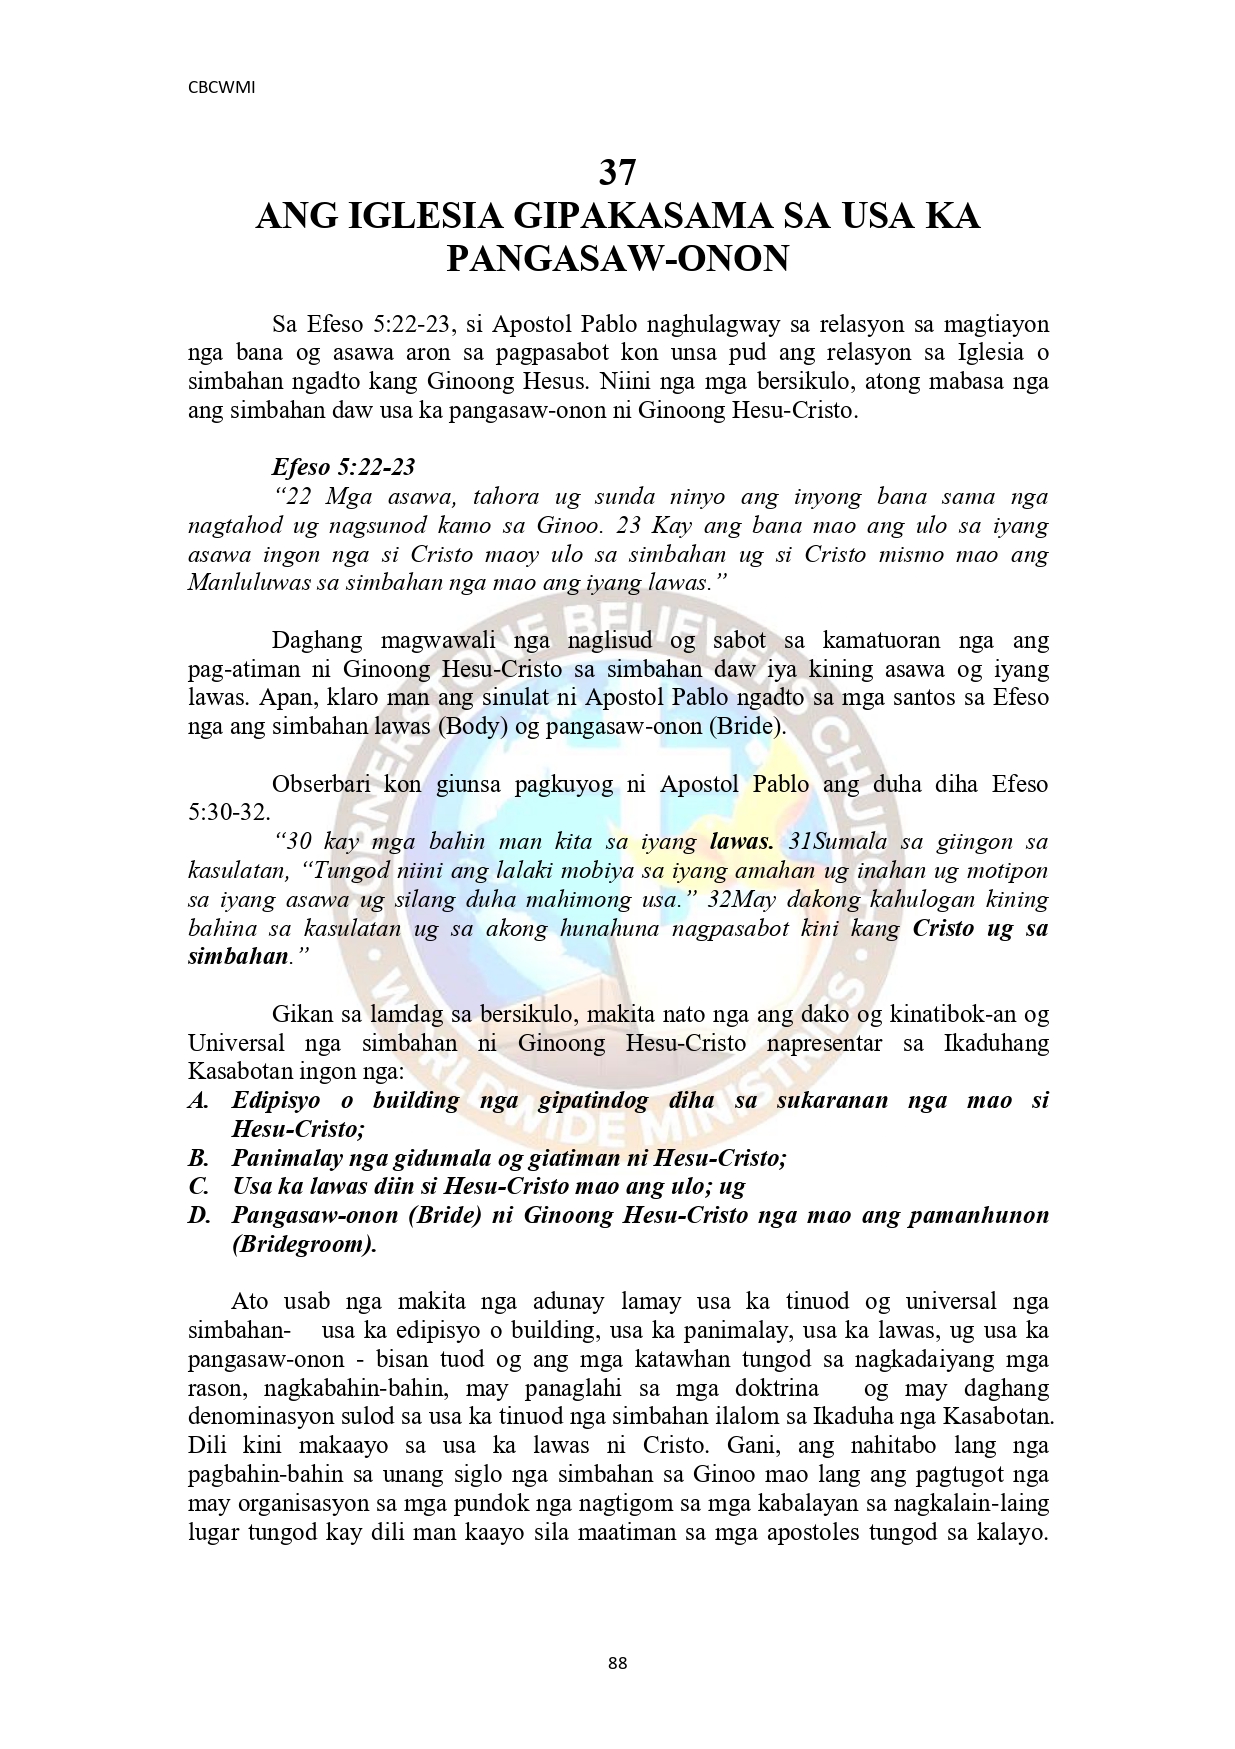 CBCWMI
37
ANG IGLESIA GIPAKASAMA SA USA KA
PANGASAW-ONON
Sa Efeso 5:22-23, si Apostol Pablo naghulagway sa relasyon sa magtiayon
nga bana og asawa aron sa pagpasabot kon unsa pud ang relasyon sa Iglesia o
simbahan ngadto kang Ginoong Hesus. Niini nga mga bersikulo, atong mabasa nga
ang simbahan daw usa ka pangasaw-onon ni Ginoong Hesu-Cristo.
Efeso 5:22-23
“22 Mga asawa, tahora ug sunda ninyo ang inyong bana sama nga
nagtahod ug nagsunod kamo sa Ginoo. 23 Kay ang bana mao ang ulo sa iyang
asawa ingon nga si Cristo maoy ulo sa simbahan ug si Cristo mismo mao ang
Manluluwas sa simbahan nga mao ang iyang lawas.”
Daghang magwawali nga naglisud og sabot sa kamatuoran nga ang
pag-atiman ni Ginoong Hesu-Cristo sa simbahan daw iya kining asawa og iyang
lawas. Apan, klaro man ang sinulat ni Apostol Pablo ngadto sa mga santos sa Efeso
nga ang simbahan lawas (Body) og pangasaw-onon (Bride).
Obserbari kon giunsa pagkuyog ni Apostol Pablo ang duha diha Efeso
5:30-32.
“30 kay mga bahin man kita sa iyang lawas. 31Sumala sa giingon sa
kasulatan, “Tungod niini ang lalaki mobiya sa iyang amahan ug inahan ug motipon
sa iyang asawa ug silang duha mahimong usa.” 32May dakong kahulogan kining
bahina sa kasulatan ug sa akong hunahuna nagpasabot kini kang Cristo ug sa
simbahan.”
Gikan sa lamdag sa bersikulo, makita nato nga ang dako og kinatibok-an og
Universal nga simbahan ni Ginoong Hesu-Cristo napresentar sa Ikaduhang
Kasabotan ingon nga:
A. Edipisyo o building nga gipatindog diha sa sukaranan nga mao si
Hesu-Cristo;
B. Panimalay nga gidumala og giatiman ni Hesu-Cristo;
C. Usa ka lawas diin si Hesu-Cristo mao ang ulo; ug
D. Pangasaw-onon (Bride) ni Ginoong Hesu-Cristo nga mao ang pamanhunon
(Bridegroom).
Ato usab nga makita nga adunay lamay usa ka tinuod og universal nga
simbahan- usa ka edipisyo o building, usa ka panimalay, usa ka lawas, ug usa ka
pangasaw-onon - bisan tuod og ang mga katawhan tungod sa nagkadaiyang mga
rason, nagkabahin-bahin, may panaglahi sa mga doktrina og may daghang
denominasyon sulod sa usa ka tinuod nga simbahan ilalom sa Ikaduha nga Kasabotan.
Dili kini makaayo sa usa ka lawas ni Cristo. Gani, ang nahitabo lang nga
pagbahin-bahin sa unang siglo nga simbahan sa Ginoo mao lang ang pagtugot nga
may organisasyon sa mga pundok nga nagtigom sa mga kabalayan sa nagkalain-laing
lugar tungod kay dili man kaayo sila maatiman sa mga apostoles tungod sa kalayo.
CORNERSTONE BELIEVERS CHURCH
• WORLDWIDE MINISTRIES •
88